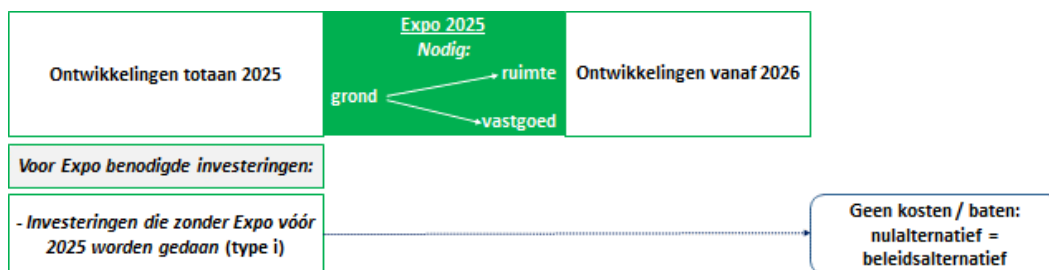 Expo 2025
Nodig:
Ontwikkelingen totaan 2025
ruimte
Ontwikkelingen vanaf 2026
grond
vastgoed
Voor Expo benodigde investeringen:
- Investeringen die zonder Expo vóór
2025 worden gedaan (type i)
Geen kosten / baten:
nulalternatief =
beleidsalternatief